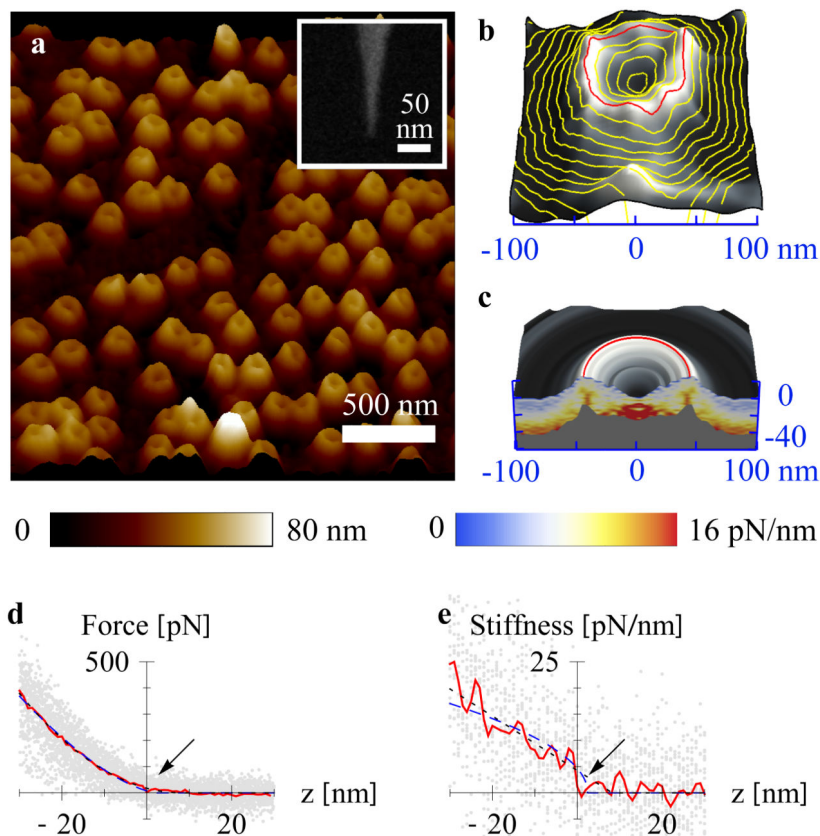 a
50
nm
500 nm
b
-100 0 100 nm
c
0
-40
-100 0 100 nm
0 80 nm
0 16 pN/nm
d
Force [pN]
500
z [nm]
- 20 20
e
Stiffness [pN/nm]
25
z [nm]
- 20 20